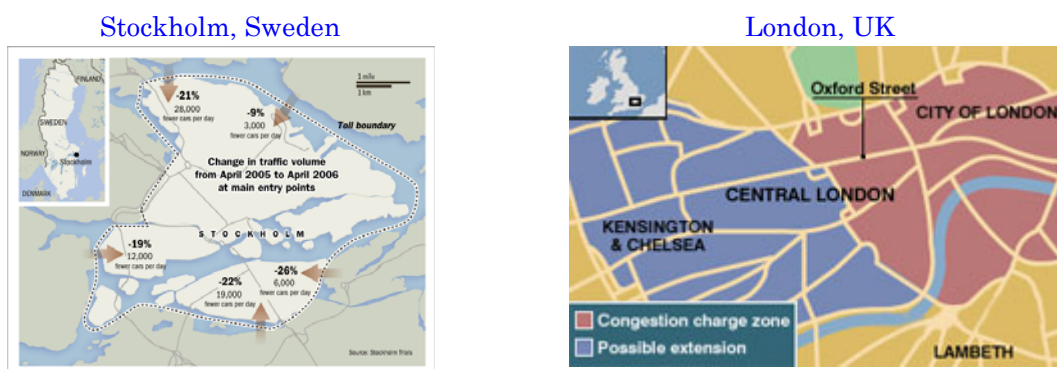 Stockholm, Sweden
London, UK
FINLAND
SWEDEN
NORWAY
Stockholm
DENMARK
1 mile
1 km
-21%
28,000
fewer cars per day
-9%
3,000
fewer cars per day
Toll boundary
Change in traffic volume
from April 2005 to April 2006
at main entry points
STOCKHOLM
-19%
12,000
fewer cars per day
-26%
6,000
fewer cars per day
-22%
19,000
fewer cars per day
Source: Stockholm Trials
Oxford Street
CITY OF LONDON
CENTRAL LONDON
KENSINGTON
& CHELSEA
Congestion charge zone
Possible extension
LAMBETH